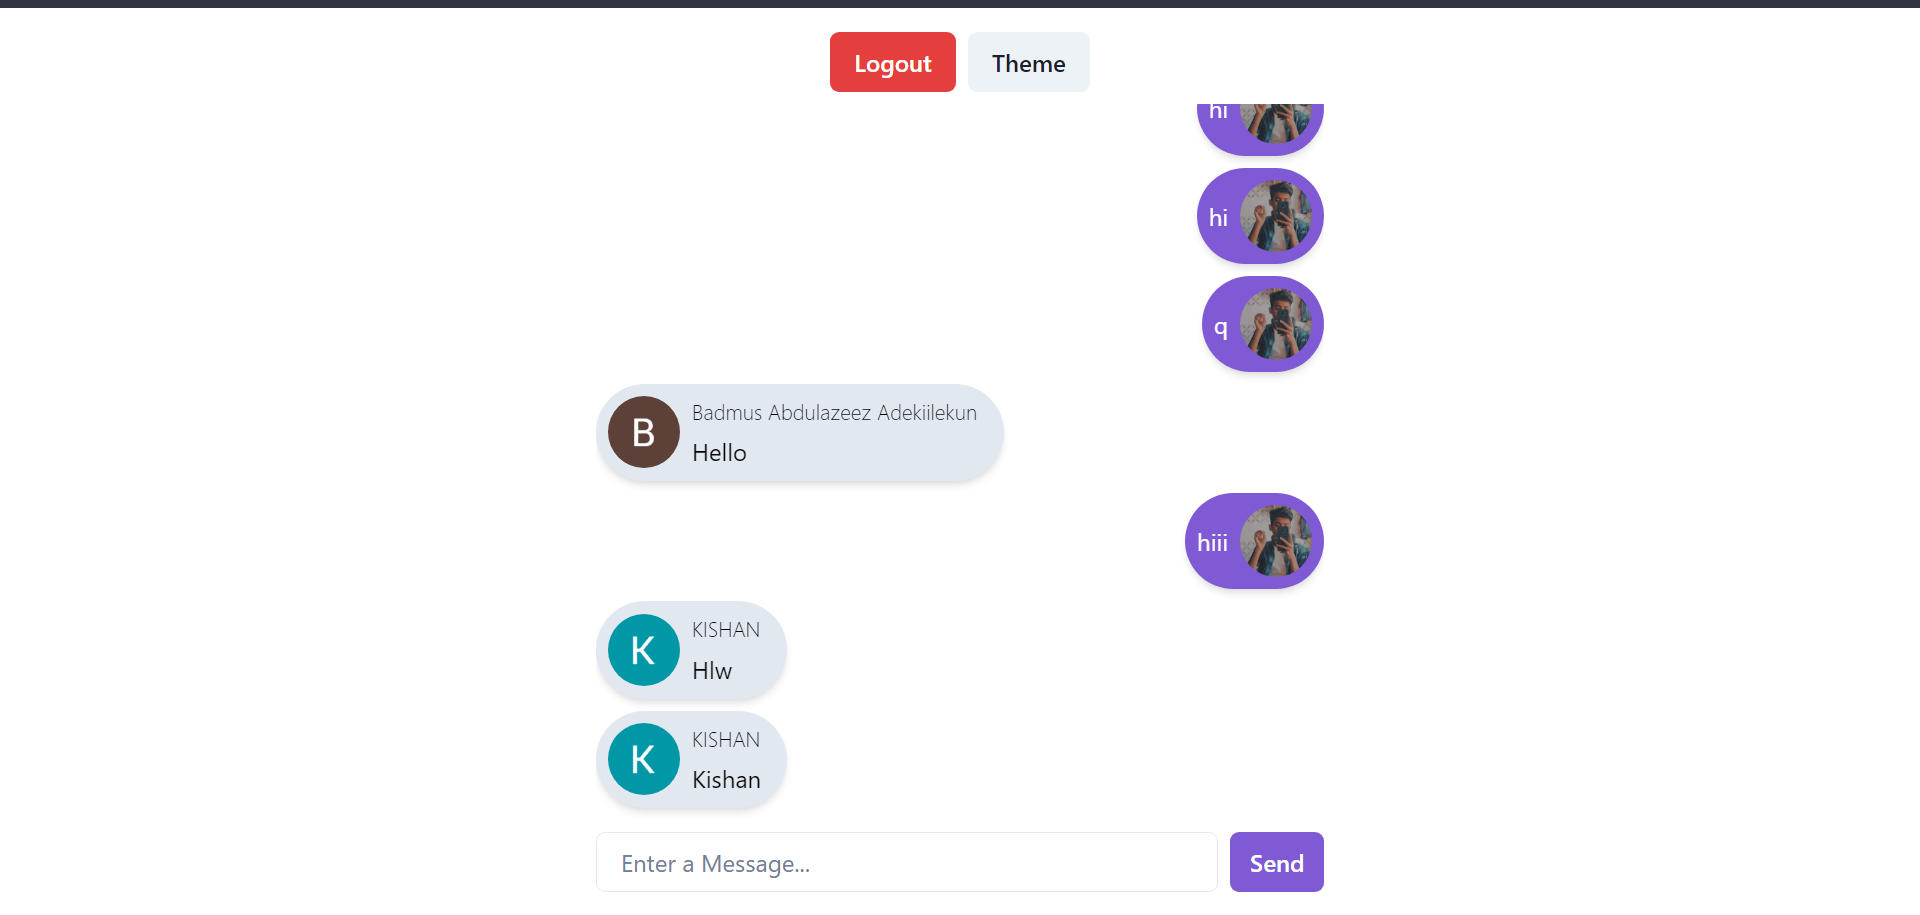 Logout Theme
hi
hi
q
B
Badmus Abdulazeez Adekiilekun
Hello
hiii
K
KISHAN
Hlw
K
KISHAN
Kishan
Enter a Message... Send